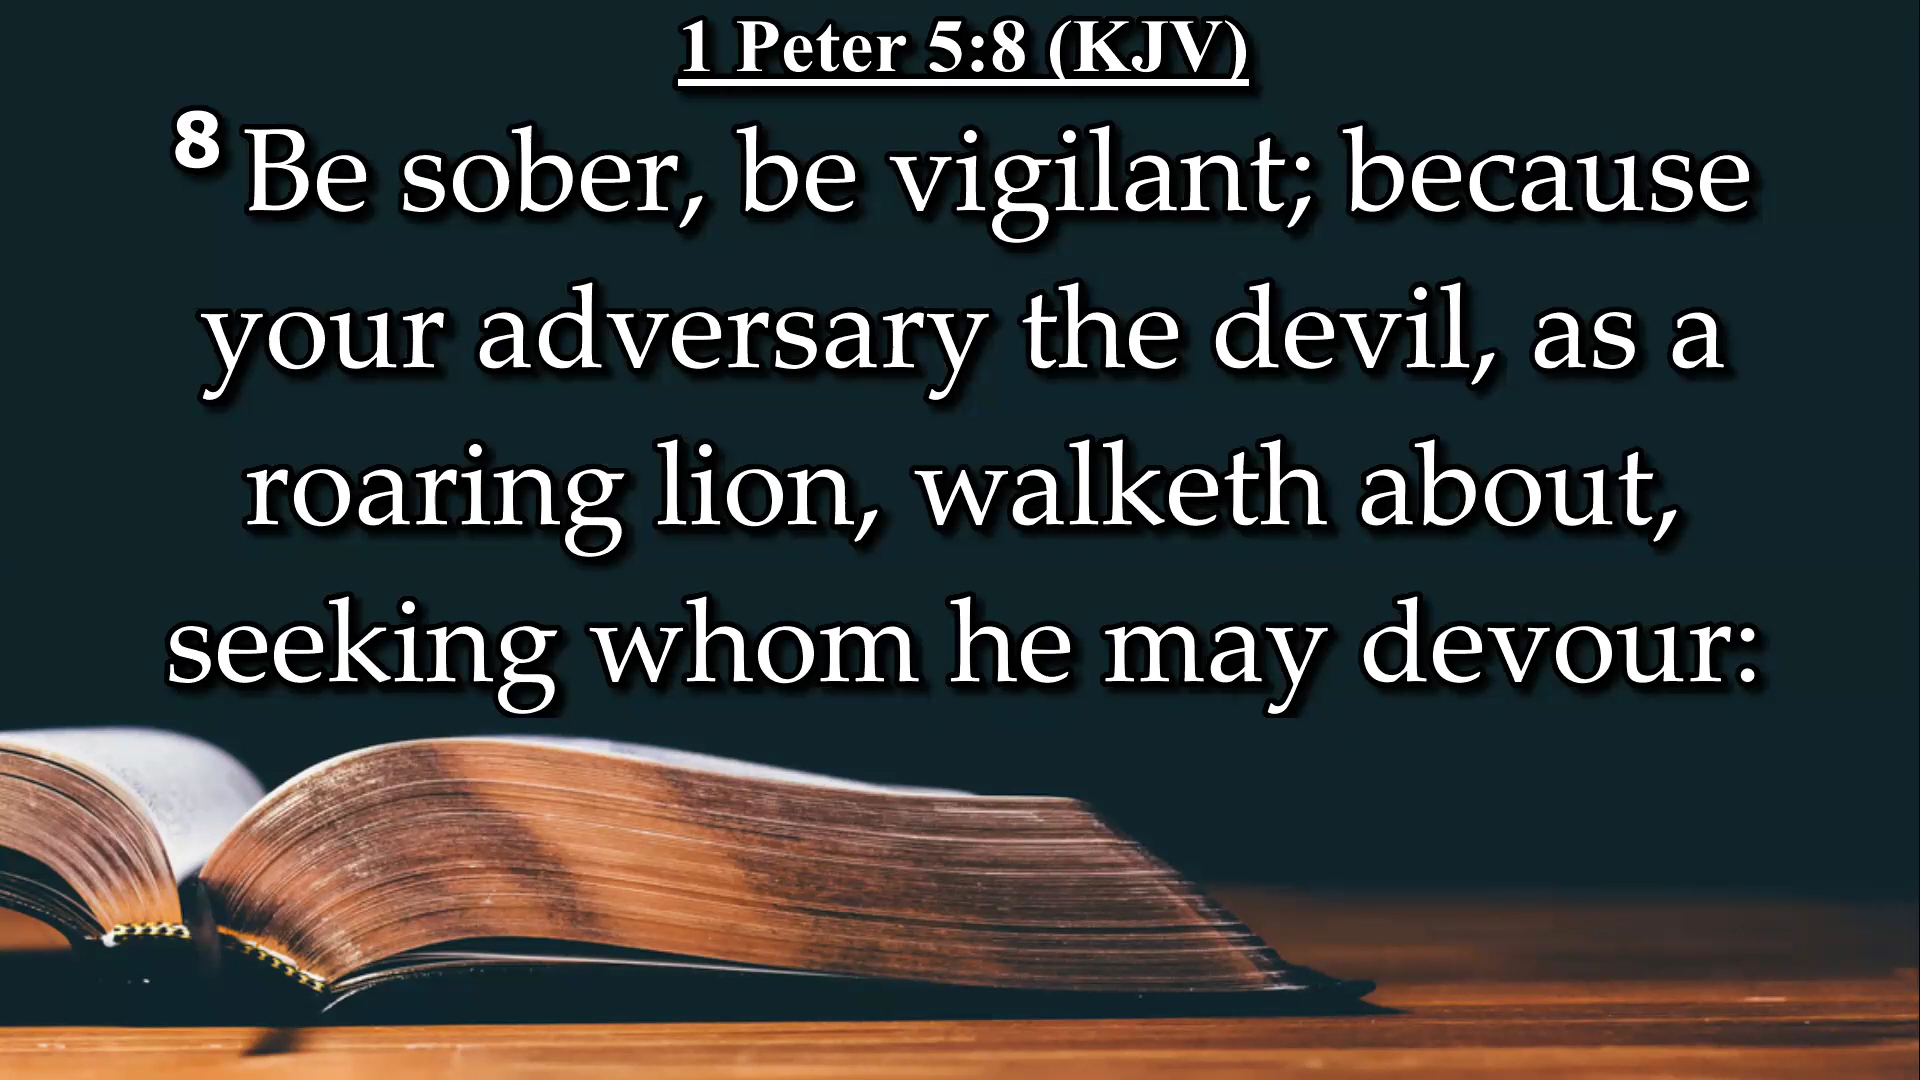 1 Peter 5:8 (KJV)
8 Be sober, be vigilant; because
your adversary the devil, as a
roaring lion, walketh about,
seeking whom he may devour: